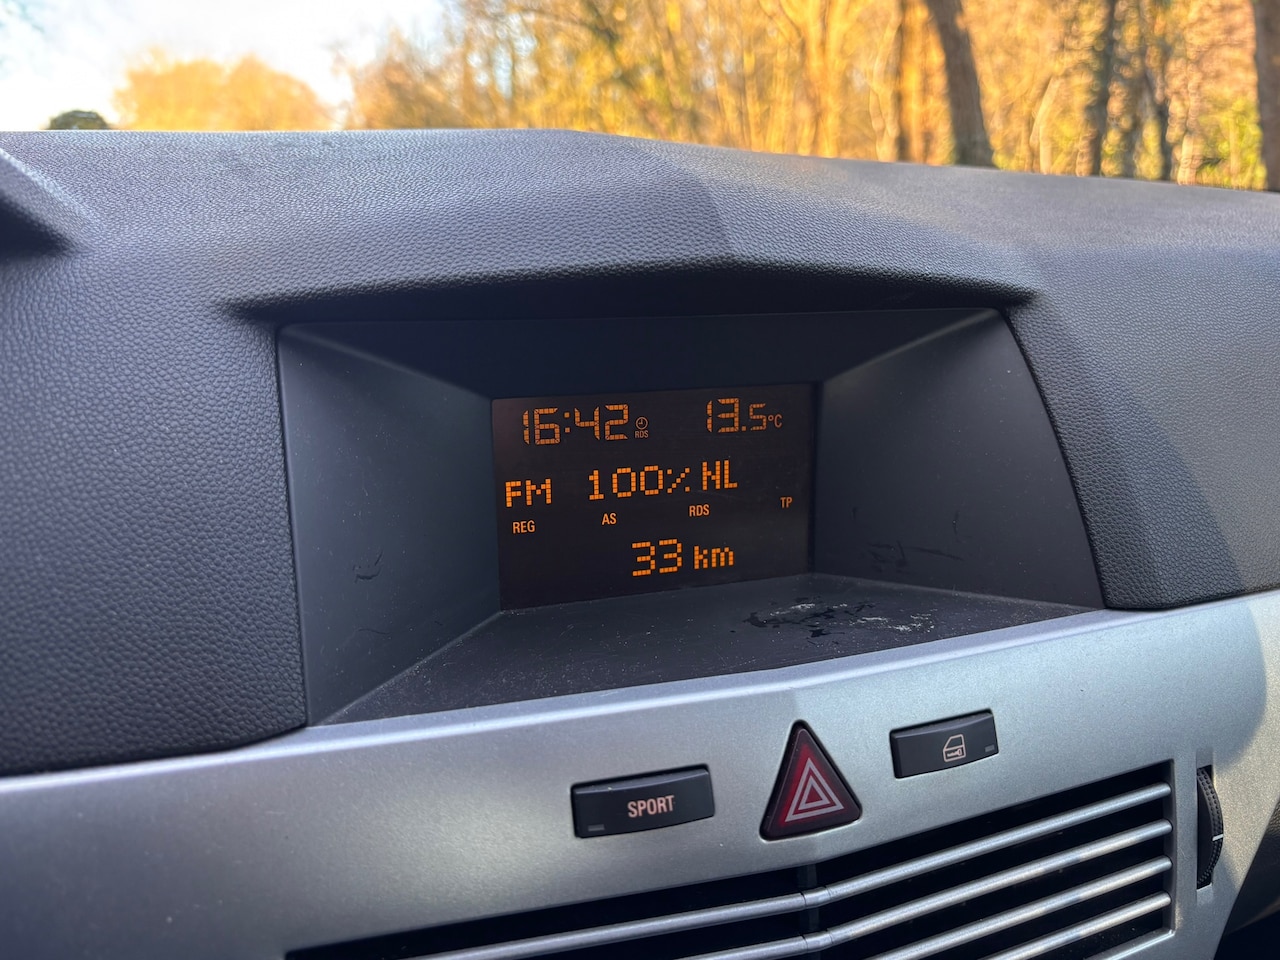 16:42 RDS 13.5°C
FM 100% NL
REG AS RDS TP
33 km
SPORT